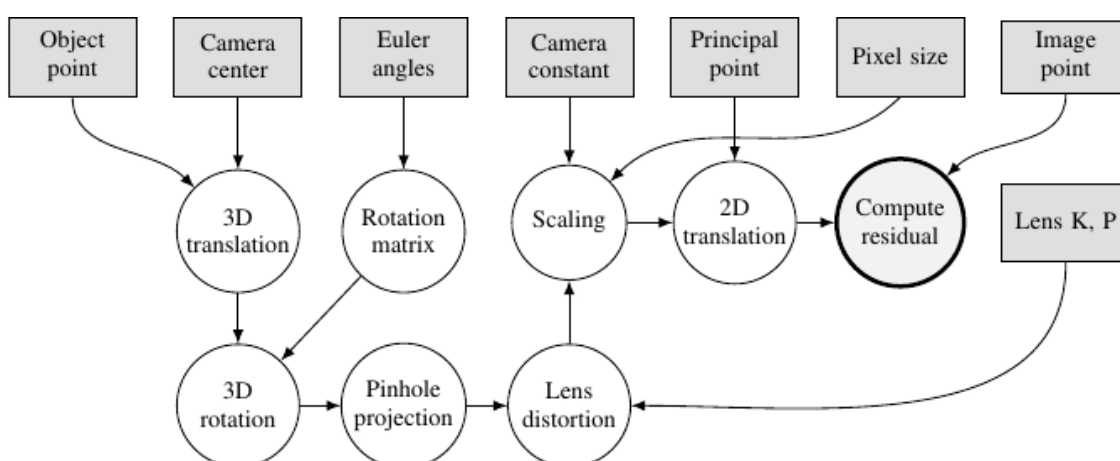 Object
point
Camera
center
Euler
angles
Camera
constant
Principal
point
Pixel size
Image
point
3D
translation
Rotation
matrix
Scaling
2D
translation
Compute
residual
Lens K, P
3D
rotation
Pinhole
projection
Lens
distortion